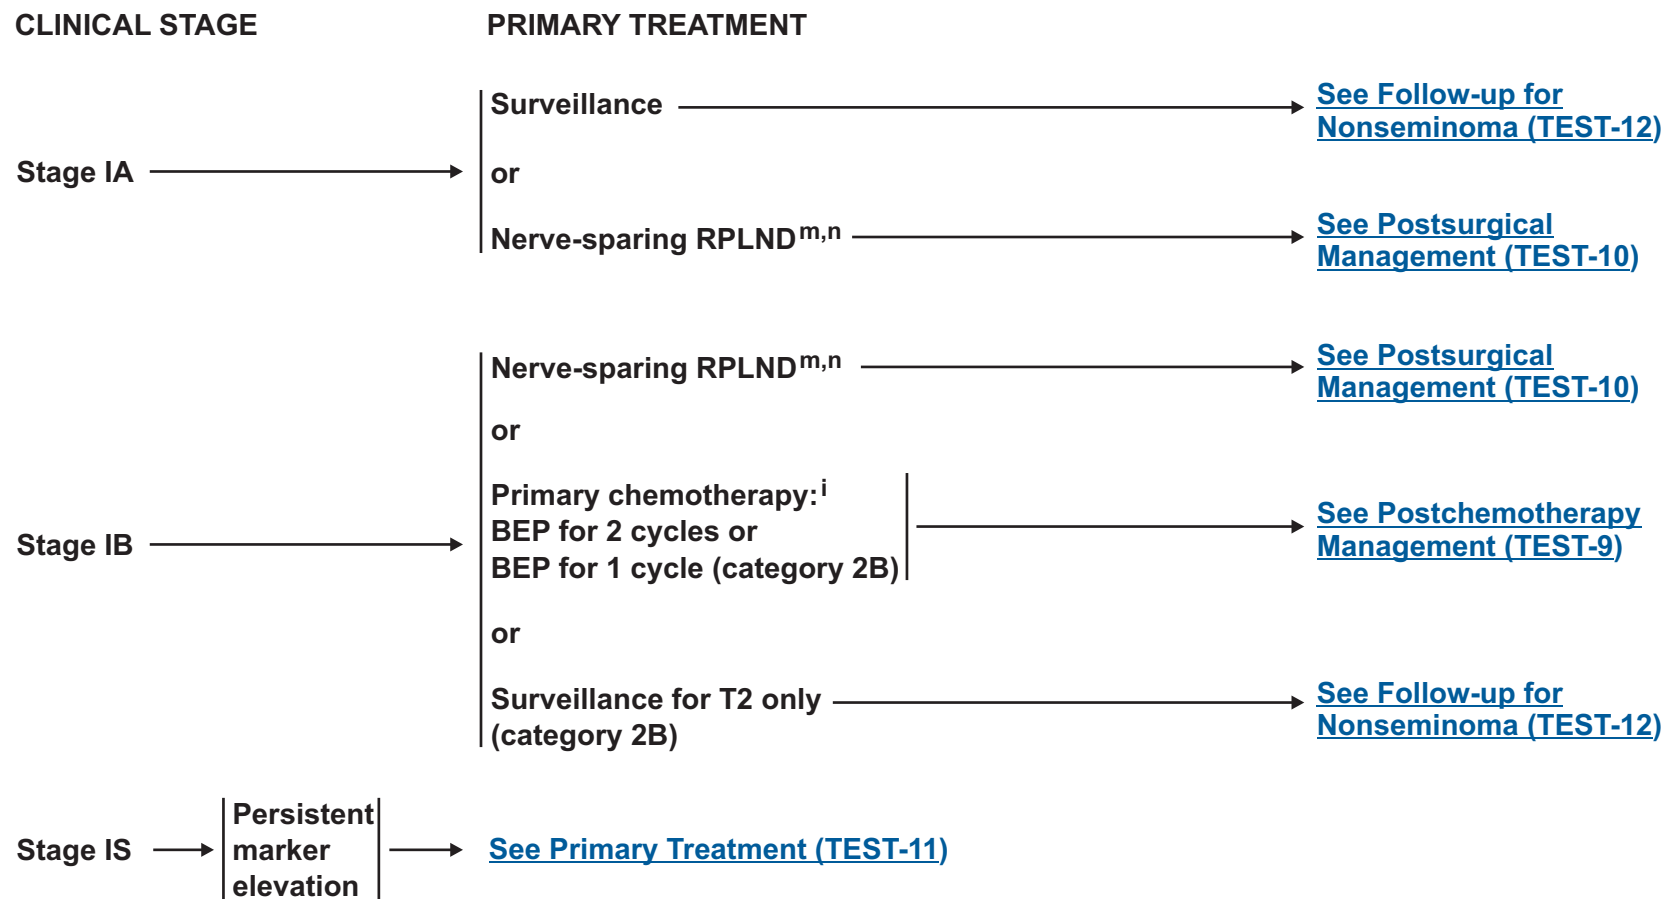 CLINICAL STAGE
PRIMARY TREATMENT
Stage IA
Surveillance
See Follow-up for
Nonseminoma (TEST-12)
or
Nerve-sparing RPLNDm,n
See Postsurgical
Management (TEST-10)
Stage IB
Nerve-sparing RPLNDm,n
See Postsurgical
Management (TEST-10)
or
Primary chemotherapy:i
BEP for 2 cycles or
BEP for 1 cycle (category 2B)
See Postchemotherapy
Management (TEST-9)
or
Surveillance for T2 only
(category 2B)
See Follow-up for
Nonseminoma (TEST-12)
Stage IS
Persistent
marker
elevation
See Primary Treatment (TEST-11)